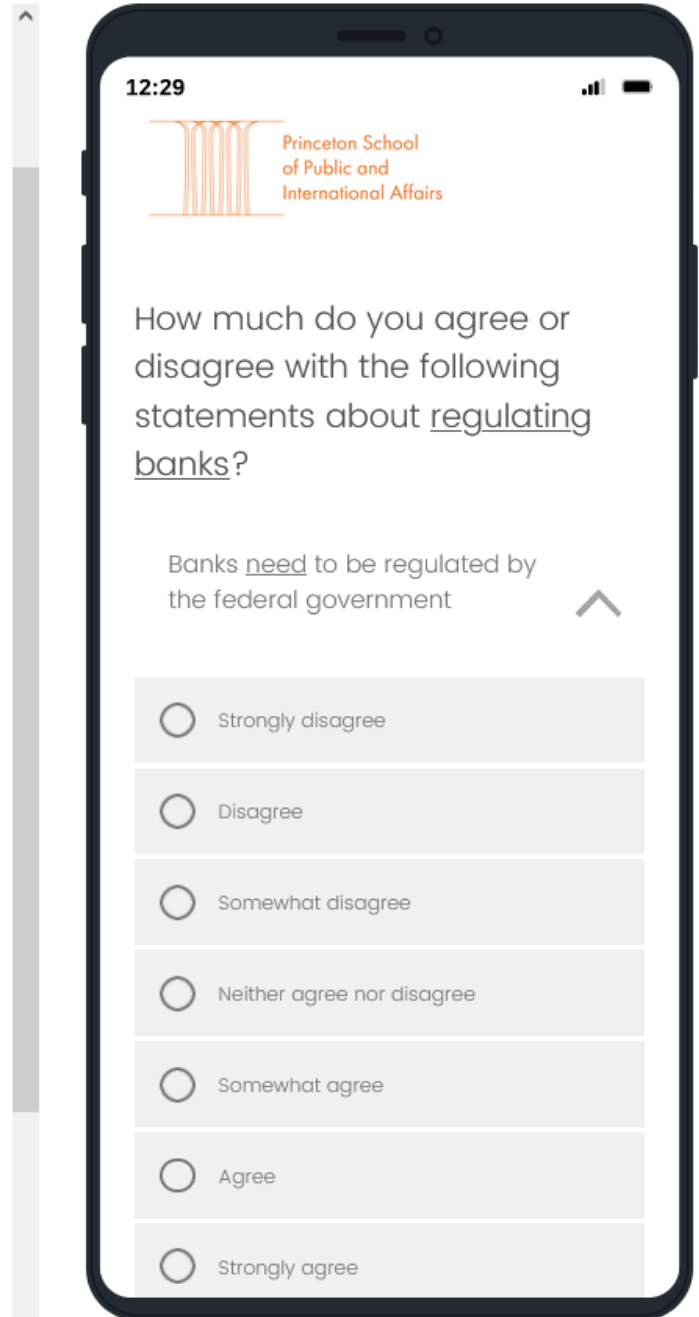 12:29
Princeton School
of Public and
International Affairs
How much do you agree or
disagree with the following
statements about regulating
banks?
Banks need to be regulated by
the federal government
Strongly disagree
Disagree
Somewhat disagree
Neither agree nor disagree
Somewhat agree
Agree
Strongly agree